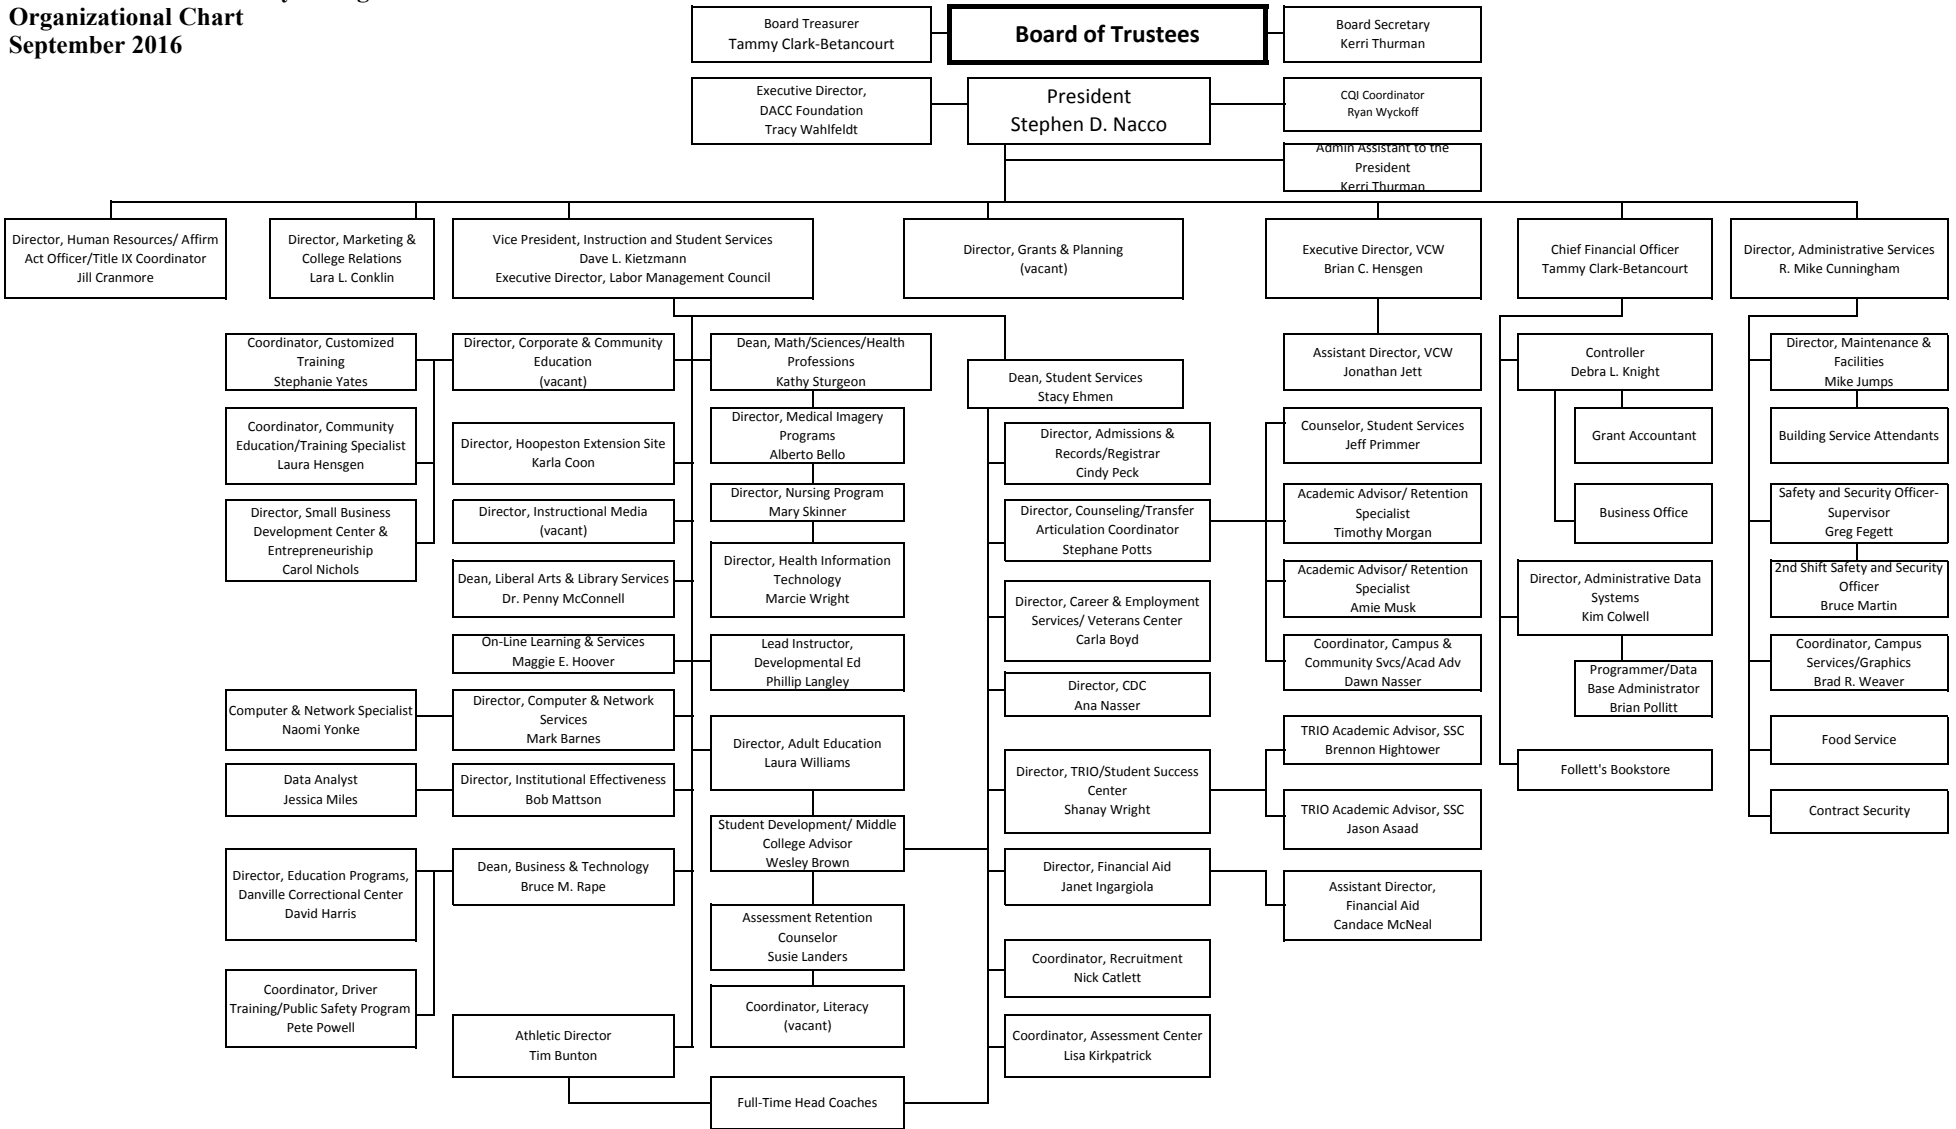 Organizational Chart
September 2016
Board Treasurer
Tammy Clark-Betancourt
Board of Trustees
Board Secretary
Kerri Thurman
Executive Director,
DACC Foundation
Tracy Wahlfeldt
President
Stephen D. Nacco
CQI Coordinator
Ryan Wyckoff
Admin Assistant to the
President
Kerri Thurman
Director, Human Resources/ Affirm
Act Officer/Title IX Coordinator
Jill Cranmore
Director, Marketing &
College Relations
Lara L. Conklin
Vice President, Instruction and Student Services
Dave L. Kietzmann
Executive Director, Labor Management Council
Director, Grants & Planning
(vacant)
Executive Director, VCW
Brian C. Hensgen
Chief Financial Officer
Tammy Clark-Betancourt
Director, Administrative Services
R. Mike Cunningham
Coordinator, Customized
Training
Stephanie Yates
Director, Corporate & Community
Education
(vacant)
Dean, Math/Sciences/Health
Professions
Kathy Sturgeon
Dean, Student Services
Stacy Ehmen
Assistant Director, VCW
Jonathan Jett
Controller
Debra L. Knight
Director, Maintenance &
Facilities
Mike Jumps
Coordinator, Community
Education/Training Specialist
Laura Hensgen
Director, Hoopeston Extension Site
Karla Coon
Director, Medical Imagery
Programs
Alberto Bello
Director, Admissions &
Records/Registrar
Cindy Peck
Counselor, Student Services
Jeff Primmer
Grant Accountant
Building Service Attendants
Director, Small Business
Development Center &
Entrepreneurship
Carol Nichols
Director, Instructional Media
(vacant)
Director, Nursing Program
Mary Skinner
Director, Counseling/Transfer
Articulation Coordinator
Stephane Potts
Academic Advisor/ Retention
Specialist
Timothy Morgan
Business Office
Safety and Security Officer-
Supervisor
Greg Fegett
Dean, Liberal Arts & Library Services
Dr. Penny McConnell
Director, Health Information
Technology
Marcie Wright
Director, Career & Employment
Services/ Veterans Center
Carla Boyd
Academic Advisor/ Retention
Specialist
Amie Musk
Director, Administrative Data
Systems
Kim Colwell
2nd Shift Safety and Security
Officer
Bruce Martin
On-Line Learning & Services
Maggie E. Hoover
Lead Instructor,
Developmental Ed
Phillip Langley
Director, CDC
Ana Nasser
Coordinator, Campus &
Community Svcs/Acad Adv
Dawn Nasser
Programmer/Data
Base Administrator
Brian Pollitt
Coordinator, Campus
Services/Graphics
Brad R. Weaver
Computer & Network Specialist
Naomi Yonke
Director, Computer & Network
Services
Mark Barnes
Director, Adult Education
Laura Williams
Director, TRIO/Student Success
Center
Shanay Wright
TRIO Academic Advisor, SSC
Brennon Hightower
Food Service
Data Analyst
Jessica Miles
Director, Institutional Effectiveness
Bob Mattson
TRIO Academic Advisor, SSC
Jason Asaad
Follett's Bookstore
Contract Security
Student Development/ Middle
College Advisor
Wesley Brown
Director, Education Programs,
Danville Correctional Center
David Harris
Dean, Business & Technology
Bruce M. Rape
Director, Financial Aid
Janet Ingargiola
Assistant Director,
Financial Aid
Candace McNeal
Assessment Retention
Counselor
Susie Landers
Coordinator, Recruitment
Nick Catlett
Coordinator, Driver
Training/Public Safety Program
Pete Powell
Coordinator, Literacy
(vacant)
Athletic Director
Tim Bunton
Coordinator, Assessment Center
Lisa Kirkpatrick
Full-Time Head Coaches